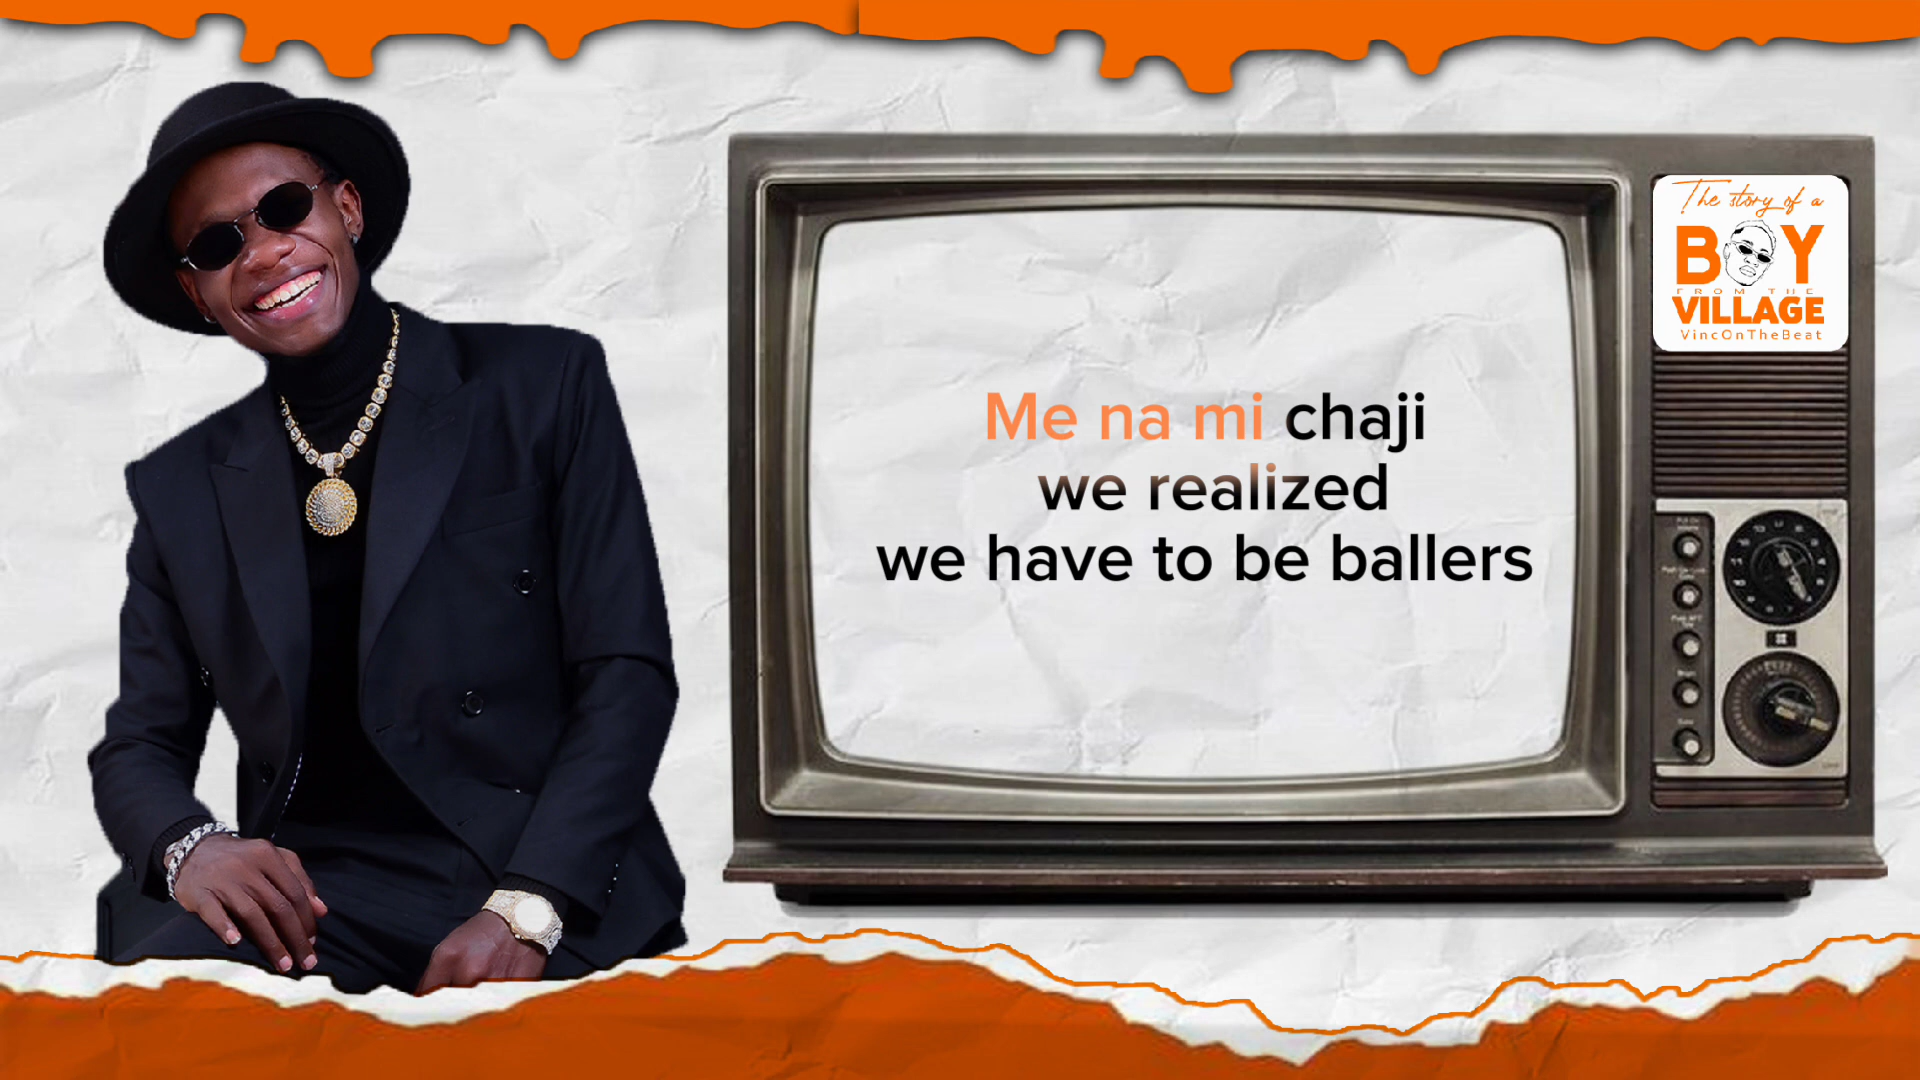 Me na mi chaji
we realized
we have to be ballers
The story of a
BOY
FROM THE
VILLAGE
VincOnTheBeat